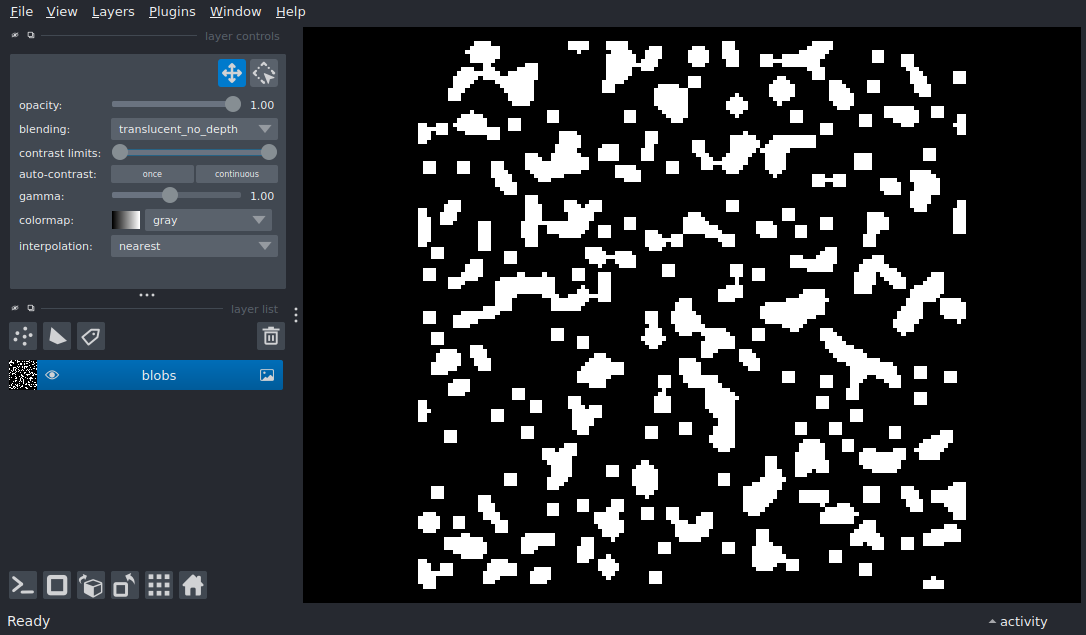 File View Layers Plugins Window Help
layer controls
opacity: 1.00
blending: translucent_no_depth
contrast limits:
auto-contrast: once continuous
gamma: 1.00
colormap: gray
interpolation: nearest
layer list
blobs
Ready activity